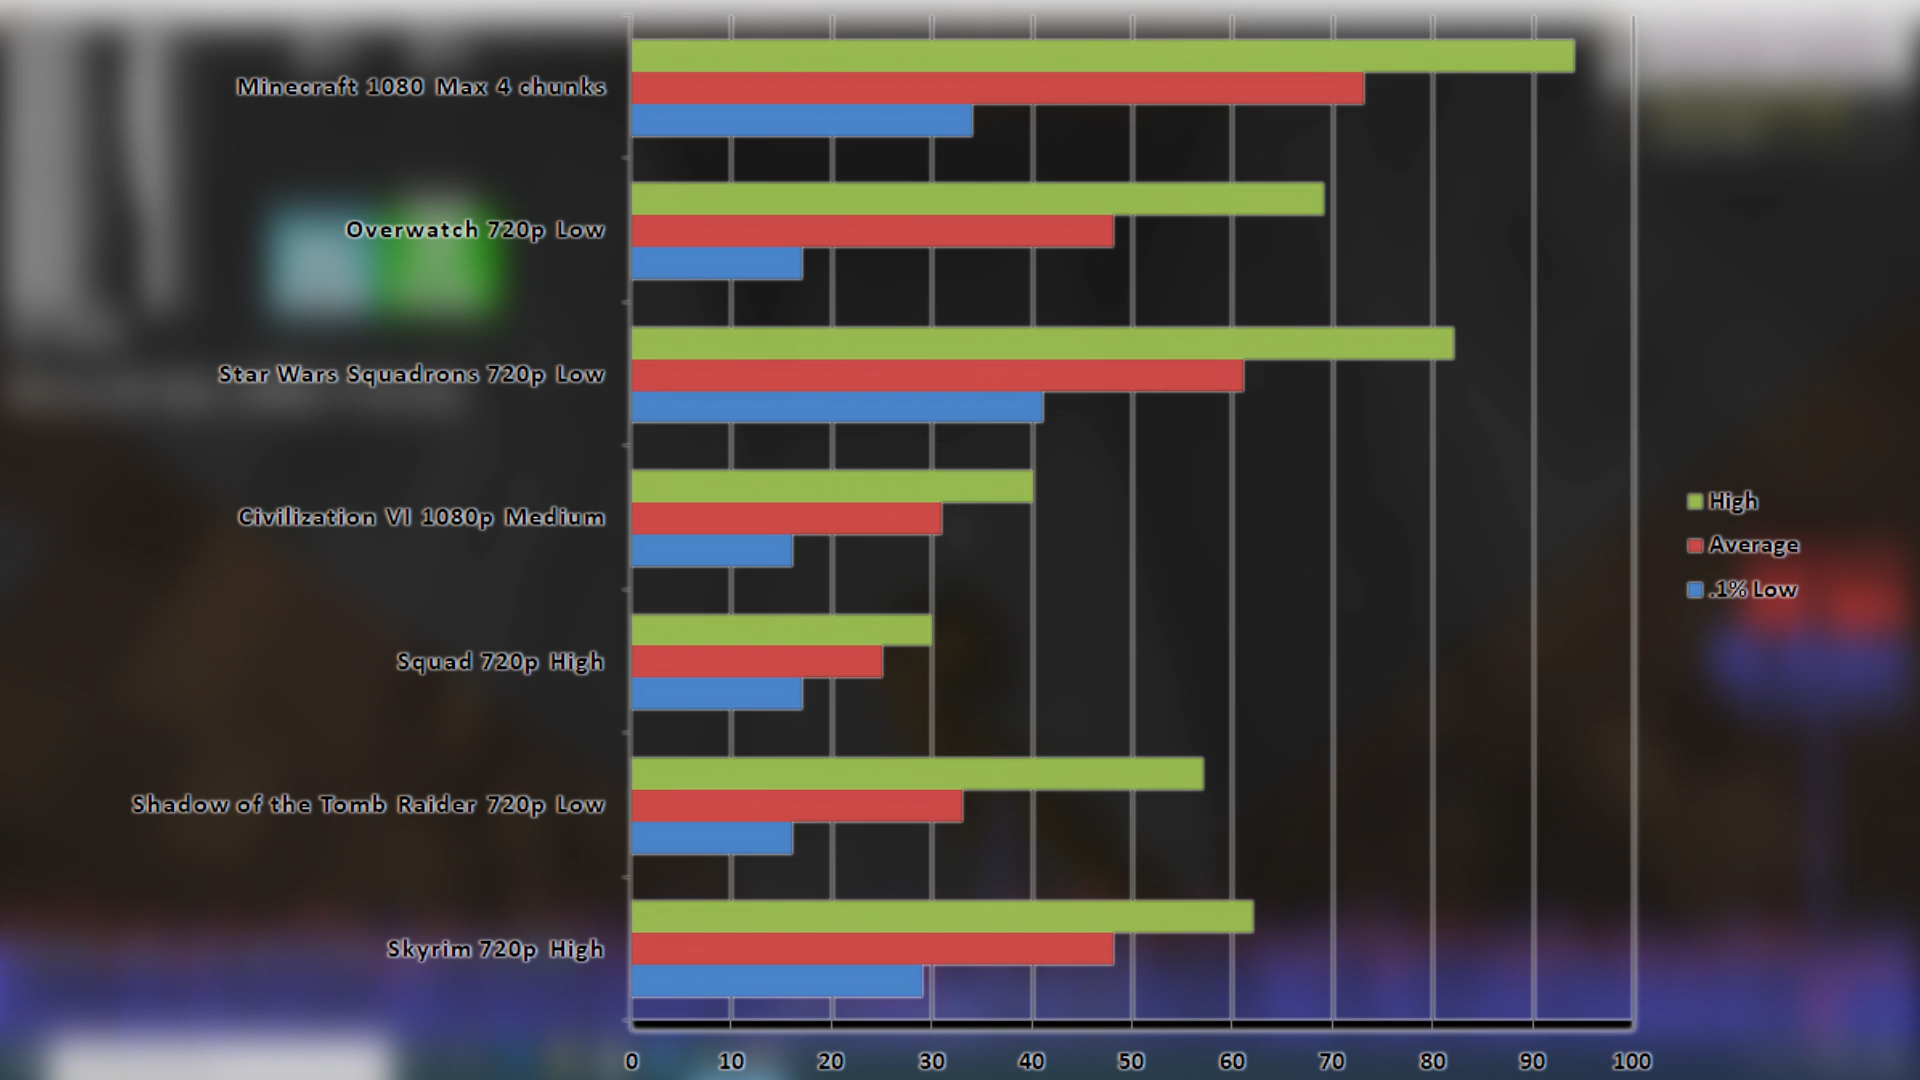 Minecraft 1080 Max 4 chunks
Overwatch 720p Low
Star Wars Squadrons 720p Low
Civilization VI 1080p Medium
Squad 720p High
Shadow of the Tomb Raider 720p Low
Skyrim 720p High
High
Average
.1% Low
0 10 20 30 40 50 60 70 80 90 100